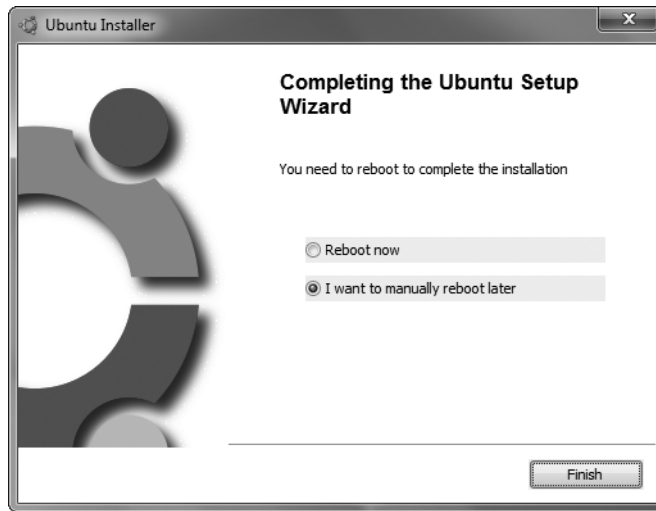 Ubuntu Installer
X
Completing the Ubuntu Setup
Wizard
You need to reboot to complete the installation
Reboot now
I want to manually reboot later
Finish